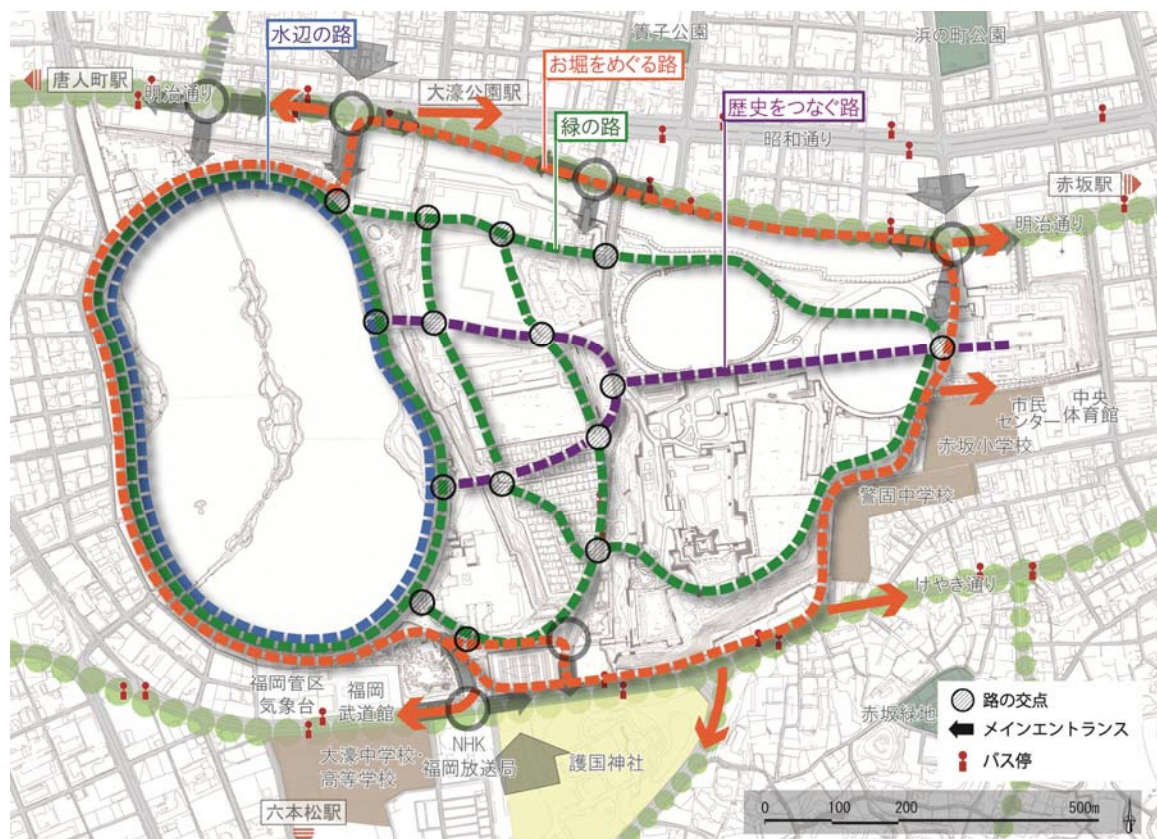 簀子公園
浜の町公園
水辺の路
お堀をめぐる路
唐人町駅
明治通り
大濠公園駅
歴史をつなぐ路
緑の路
昭和通り
赤坂駅
明治通り
市民
センター
中央
体育館
赤坂小学校
警固中学校
けやき通り
福岡管区
気象台
福岡
武道館
大濠中学校・
高等学校
NHK
福岡放送局
護国神社
赤坂緑地
六本松駅
路の交点
メインエントランス
バス停
0 100 200 500m